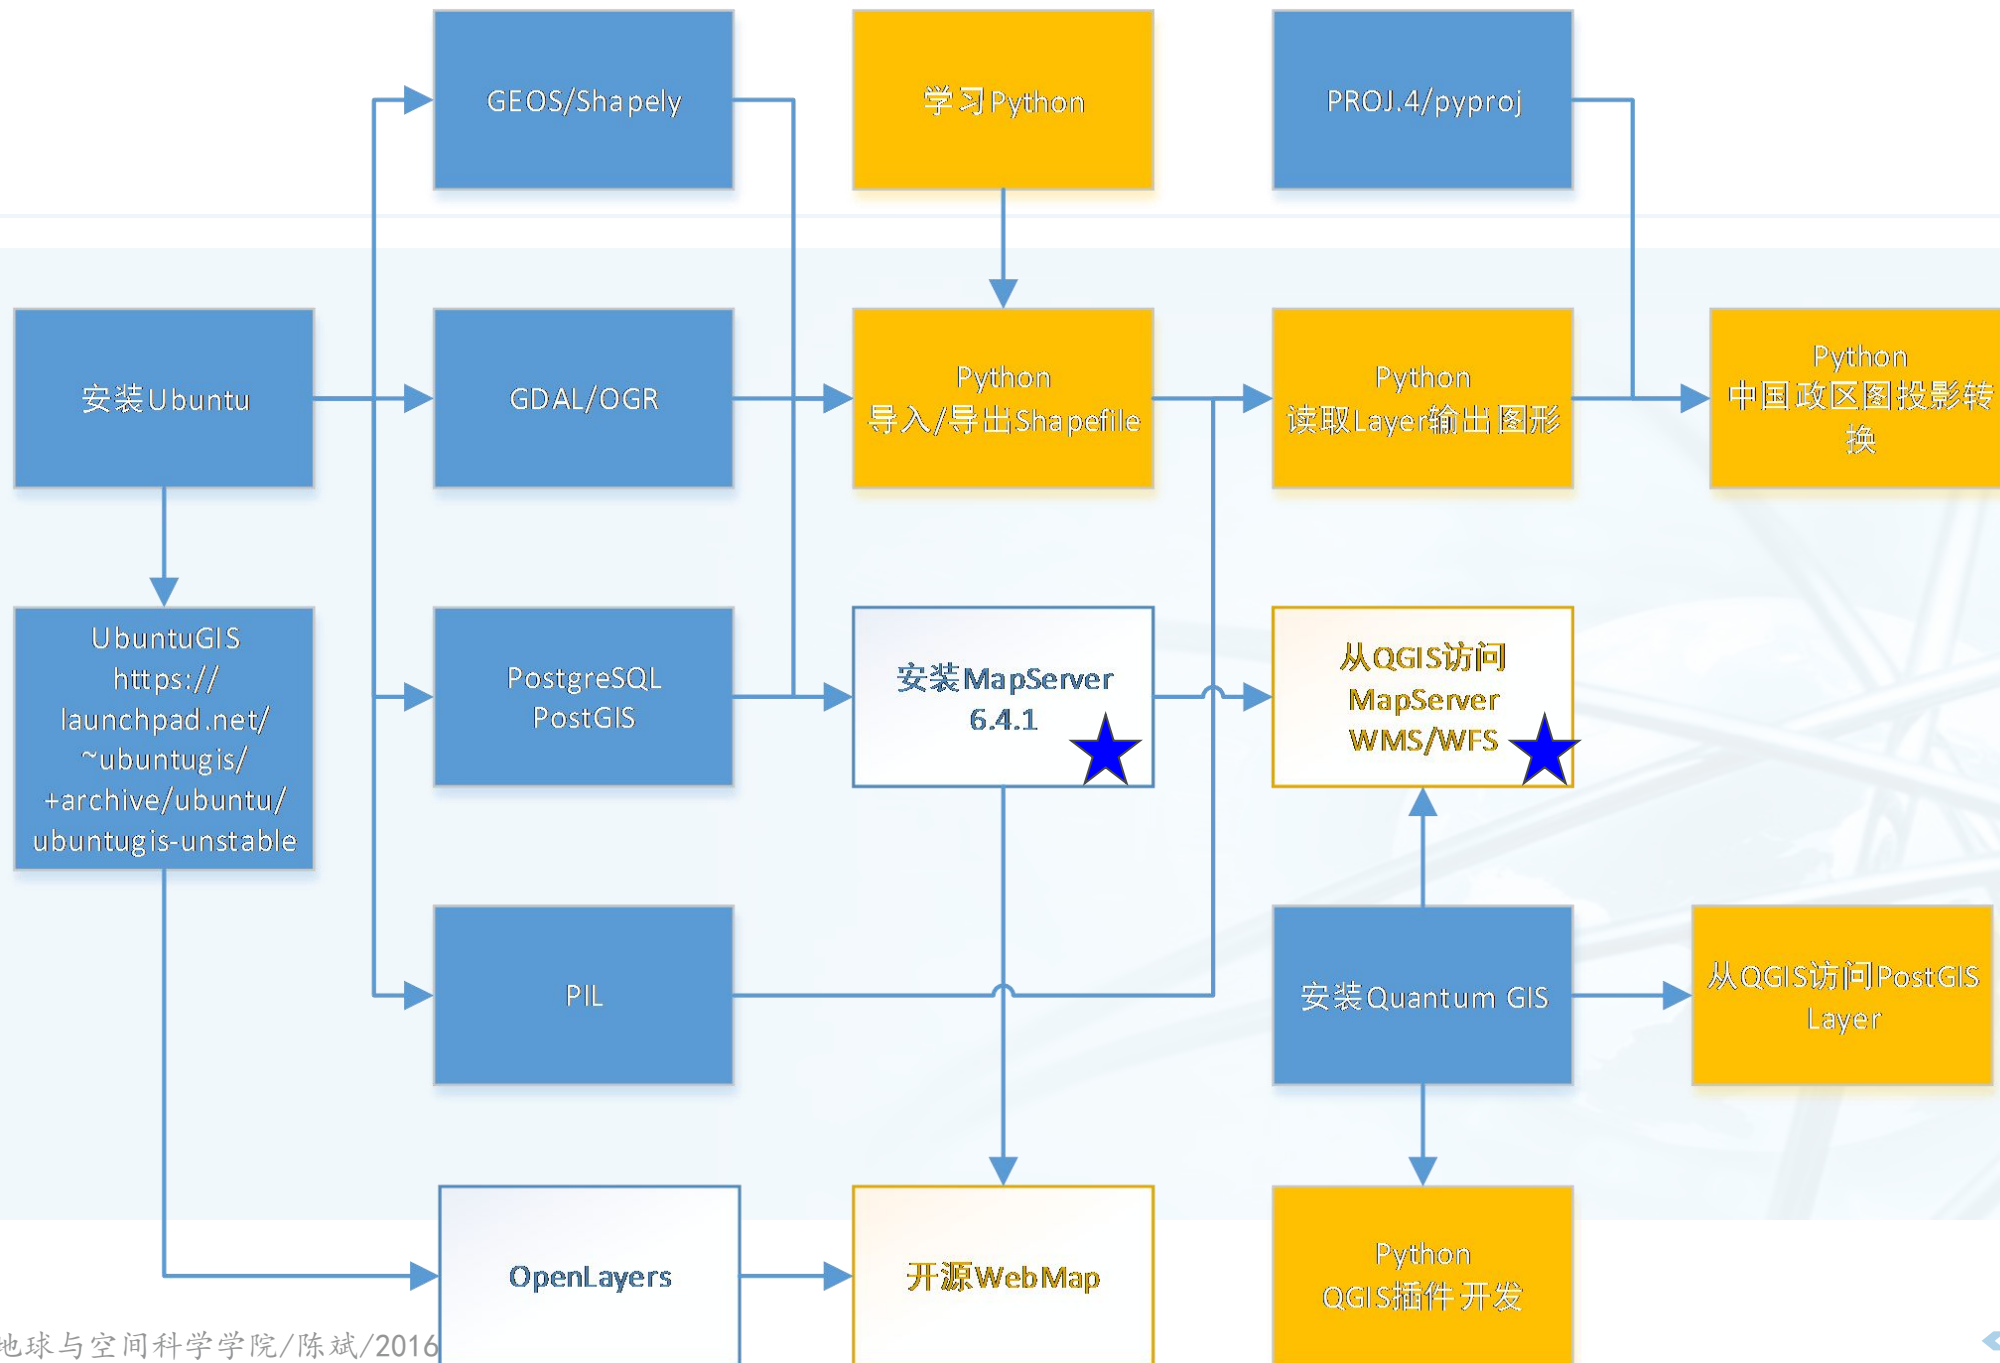 GEOS/Shapely
学习Python
PROJ.4/pyproj
安装Ubuntu
GDAL/OGR
Python
导入/导出Shapefile
Python
读取Layer输出图形
Python
中国政区图投影转
换
UbuntuGIS
https://
launchpad.net/
~ubuntugis/
+archive/ubuntu/
ubuntugis-unstable
PostgreSQL
PostGIS
安装MapServer
6.4.1
从QGIS访问
MapServer
WMS/WFS
PIL
安装Quantum GIS
从QGIS访问PostGIS
Layer
OpenLayers
开源WebMap
Python
QGIS插件开发
地球与空间科学学院/陈斌/2016